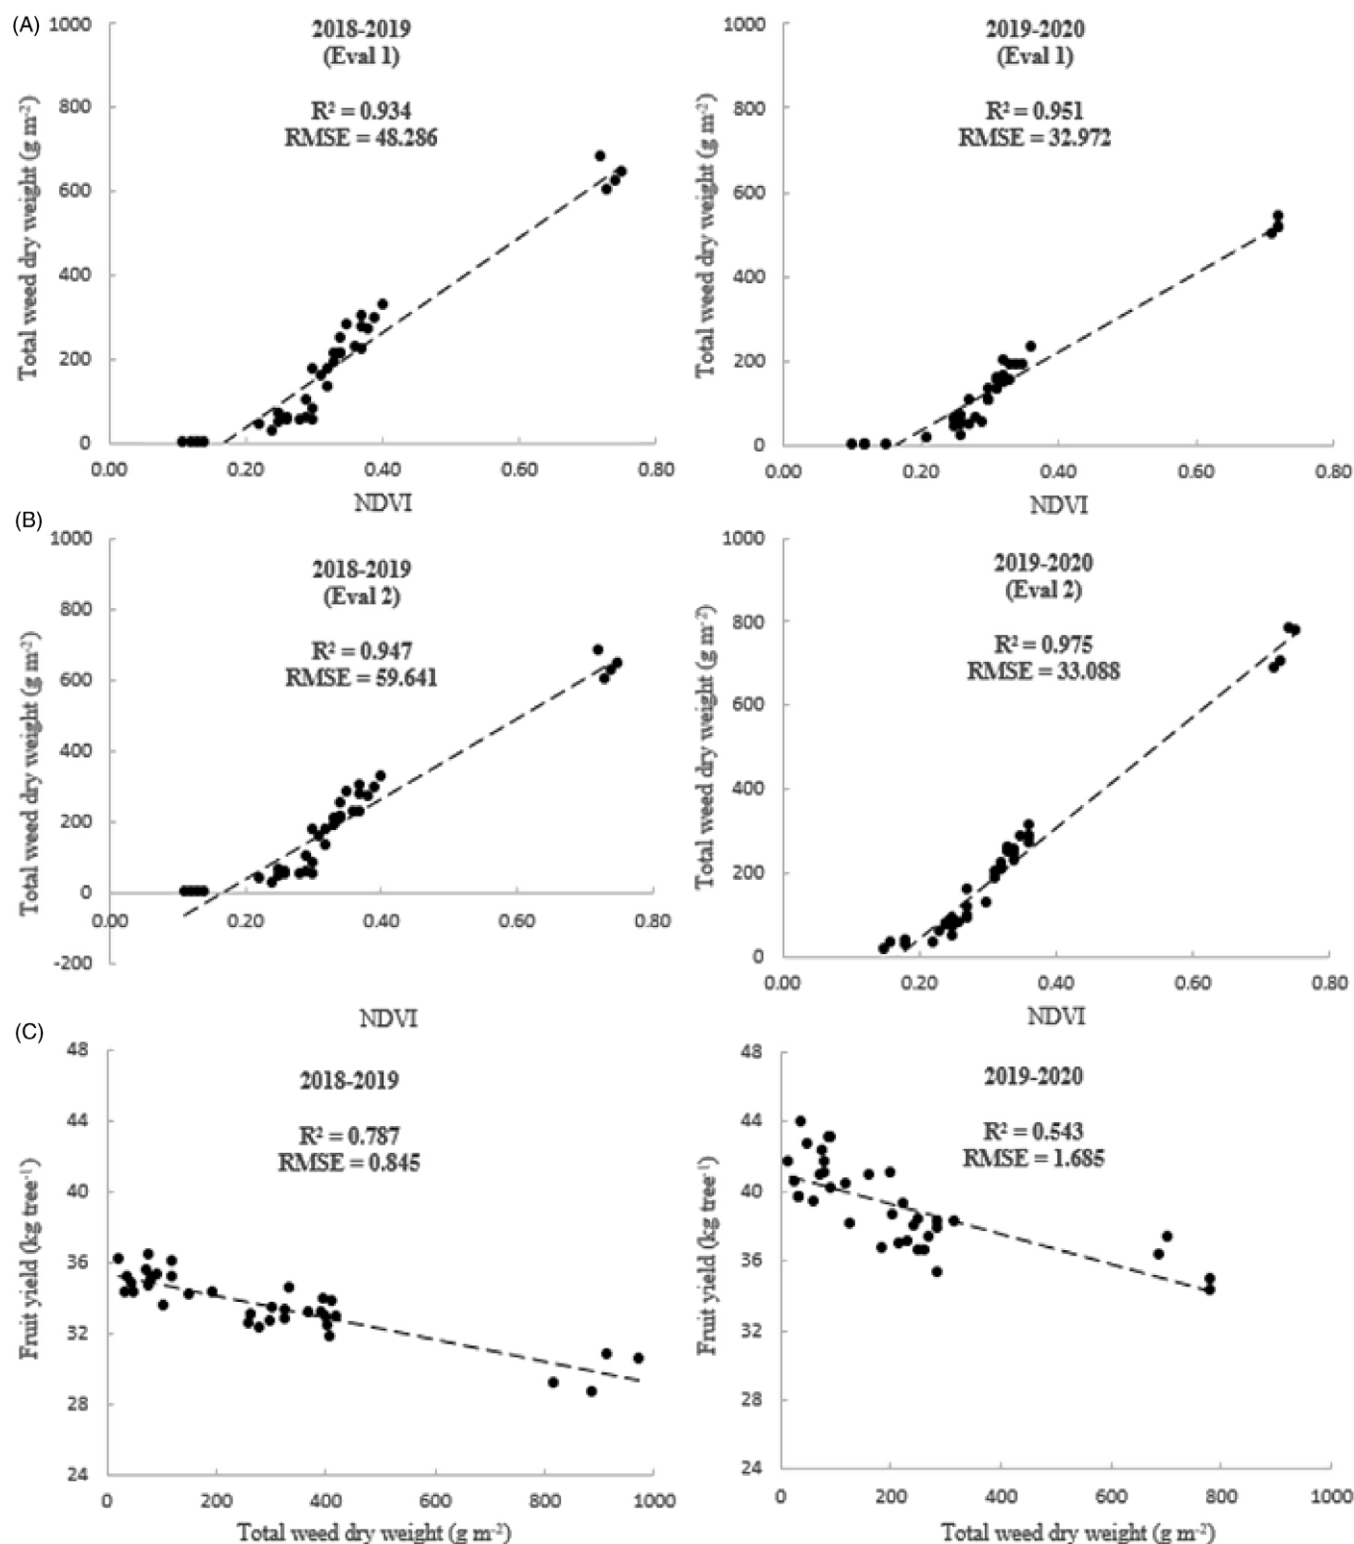 (A)
1000
800
600
400
200
0
0.00 0.20 0.40 0.60 0.80
Total weed dry weight (g m⁻²)
2018-2019
(Eval 1)
R² = 0.934
RMSE = 48.286
NDVI
1000
800
600
400
200
0
0.00 0.20 0.40 0.60 0.80
Total weed dry weight (g m⁻²)
2019-2020
(Eval 1)
R² = 0.951
RMSE = 32.972
NDVI
(B)
1000
800
600
400
200
0
-200
0.00 0.20 0.40 0.60 0.80
Total weed dry weight (g m⁻²)
2018-2019
(Eval 2)
R² = 0.947
RMSE = 59.641
NDVI
1000
800
600
400
200
0
0.00 0.20 0.40 0.60 0.80
Total weed dry weight (g m⁻²)
2019-2020
(Eval 2)
R² = 0.975
RMSE = 33.088
NDVI
(C)
48
44
40
36
32
28
24
0 200 400 600 800 1000
Fruit yield (kg tree⁻¹)
2018-2019
R² = 0.787
RMSE = 0.845
Total weed dry weight (g m⁻²)
48
44
40
36
32
28
24
0 200 400 600 800 1000
Fruit yield (kg tree⁻¹)
2019-2020
R² = 0.543
RMSE = 1.685
Total weed dry weight (g m⁻²)